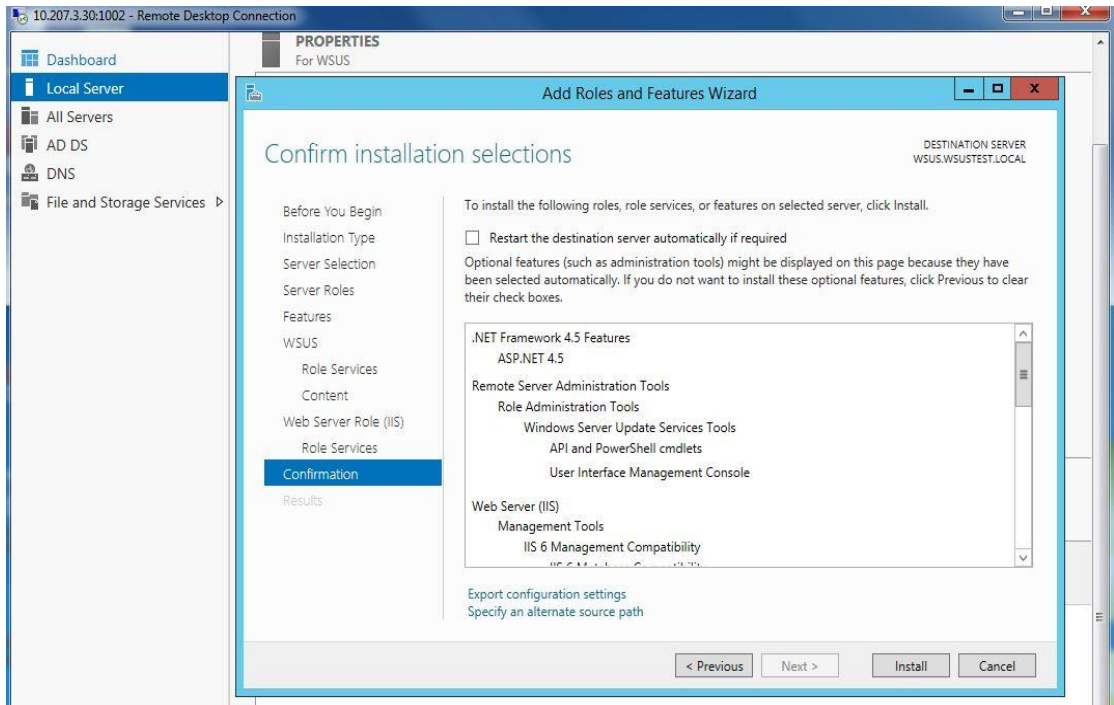 10.207.3.30:1002 - Remote Desktop Connection
PROPERTIES
For WSUS
Dashboard
Local Server
All Servers
AD DS
DNS
File and Storage Services
Add Roles and Features Wizard
Confirm installation selections
DESTINATION SERVER
WSUS.WSUSTEST.LOCAL
Before You Begin
Installation Type
Server Selection
Server Roles
Features
WSUS
Role Services
Content
Web Server Role (IIS)
Role Services
Confirmation
Results
To install the following roles, role services, or features on selected server, click Install.
Restart the destination server automatically if required
Optional features (such as administration tools) might be displayed on this page because they have
been selected automatically. If you do not want to install these optional features, click Previous to clear
their check boxes.
.NET Framework 4.5 Features
ASP.NET 4.5
Remote Server Administration Tools
Role Administration Tools
Windows Server Update Services Tools
API and PowerShell cmdlets
User Interface Management Console
Web Server (IIS)
Management Tools
IIS 6 Management Compatibility
IIS 6 Metabase Compatibility
Export configuration settings
Specify an alternate source path
< Previous
Next >
Install
Cancel